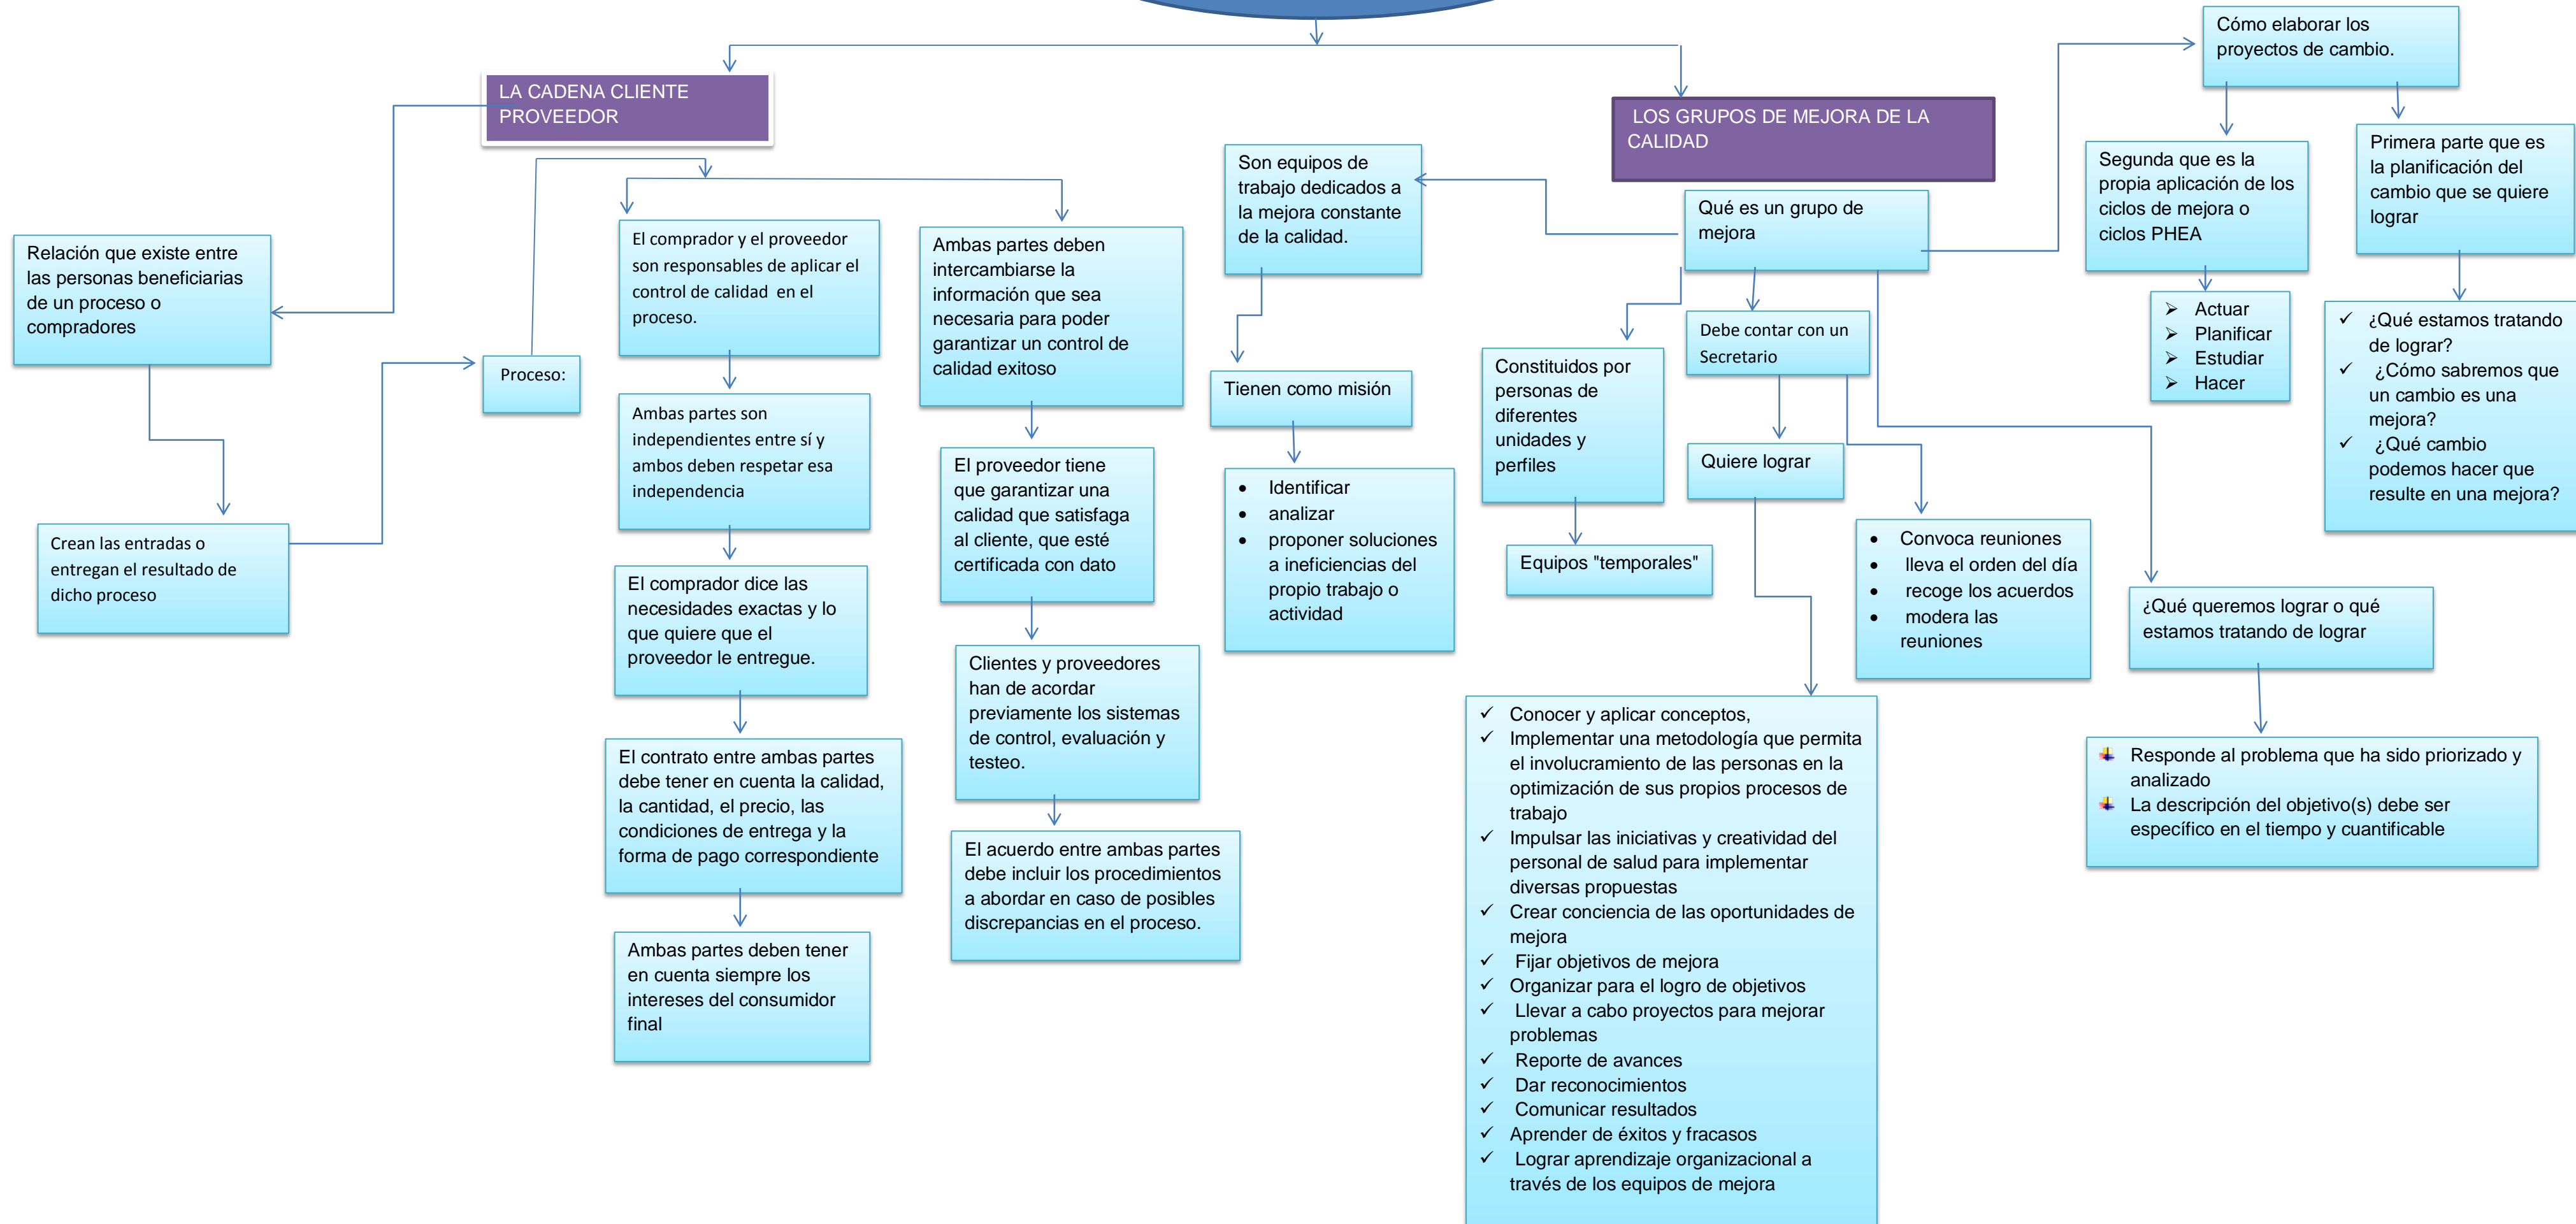 LA CADENA CLIENTE
PROVEEDOR
Relación que existe entre
las personas beneficiarias
de un proceso o
compradores
Crean las entradas o
entregan el resultado de
dicho proceso
Proceso:
El comprador y el proveedor
son responsables de aplicar el
control de calidad  en el
proceso.
Ambas partes son
independientes entre sí y
ambos deben respetar esa
independencia
El comprador dice las
necesidades exactas y lo
que quiere que el
proveedor le entregue.
El contrato entre ambas partes
debe tener en cuenta la calidad,
la cantidad, el precio, las
condiciones de entrega y la
forma de pago correspondiente
Ambas partes deben tener
en cuenta siempre los
intereses del consumidor
final
Ambas partes deben
intercambiarse la
información que sea
necesaria para poder
garantizar un control de
calidad exitoso
El proveedor tiene
que garantizar una
calidad que satisfaga
al cliente, que esté
certificada con dato
Clientes y proveedores
han de acordar
previamente los sistemas
de control, evaluación y
testeo.
El acuerdo entre ambas partes
debe incluir los procedimientos
a abordar en caso de posibles
discrepancias en el proceso.
LOS GRUPOS DE MEJORA DE LA
CALIDAD
Qué es un grupo de
mejora
Son equipos de
trabajo dedicados a
la mejora constante
de la calidad.
Tienen como misión
• Identificar
• analizar
• proponer soluciones
a ineficiencias del
propio trabajo o
actividad
Constituidos por
personas de
diferentes
unidades y
perfiles
Equipos "temporales"
Debe contar con un
Secretario
Quiere lograr
✓ Conocer y aplicar conceptos,
✓ Implementar una metodología que permita
el involucramiento de las personas en la
optimización de sus propios procesos de
trabajo
✓ Impulsar las iniciativas y creatividad del
personal de salud para implementar
diversas propuestas
✓ Crear conciencia de las oportunidades de
mejora
✓ Fijar objetivos de mejora
✓ Organizar para el logro de objetivos
✓ Llevar a cabo proyectos para mejorar
problemas
✓ Reporte de avances
✓ Dar reconocimientos
✓ Comunicar resultados
✓ Aprender de éxitos y fracasos
✓ Lograr aprendizaje organizacional a
través de los equipos de mejora
• Convoca reuniones
• lleva el orden del día
• recoge los acuerdos
• modera las
reuniones
¿Qué queremos lograr o qué
estamos tratando de lograr
Responde al problema que ha sido priorizado y
analizado
La descripción del objetivo(s) debe ser
específico en el tiempo y cuantificable
Cómo elaborar los
proyectos de cambio.
Segunda que es la
propia aplicación de los
ciclos de mejora o
ciclos PHEA
➢ Actuar
➢ Planificar
➢ Estudiar
➢ Hacer
Primera parte que es
la planificación del
cambio que se quiere
lograr
✓ ¿Qué estamos tratando
de lograr?
✓ ¿Cómo sabremos que
un cambio es una
mejora?
✓ ¿Qué cambio
podemos hacer que
resulte en una mejora?